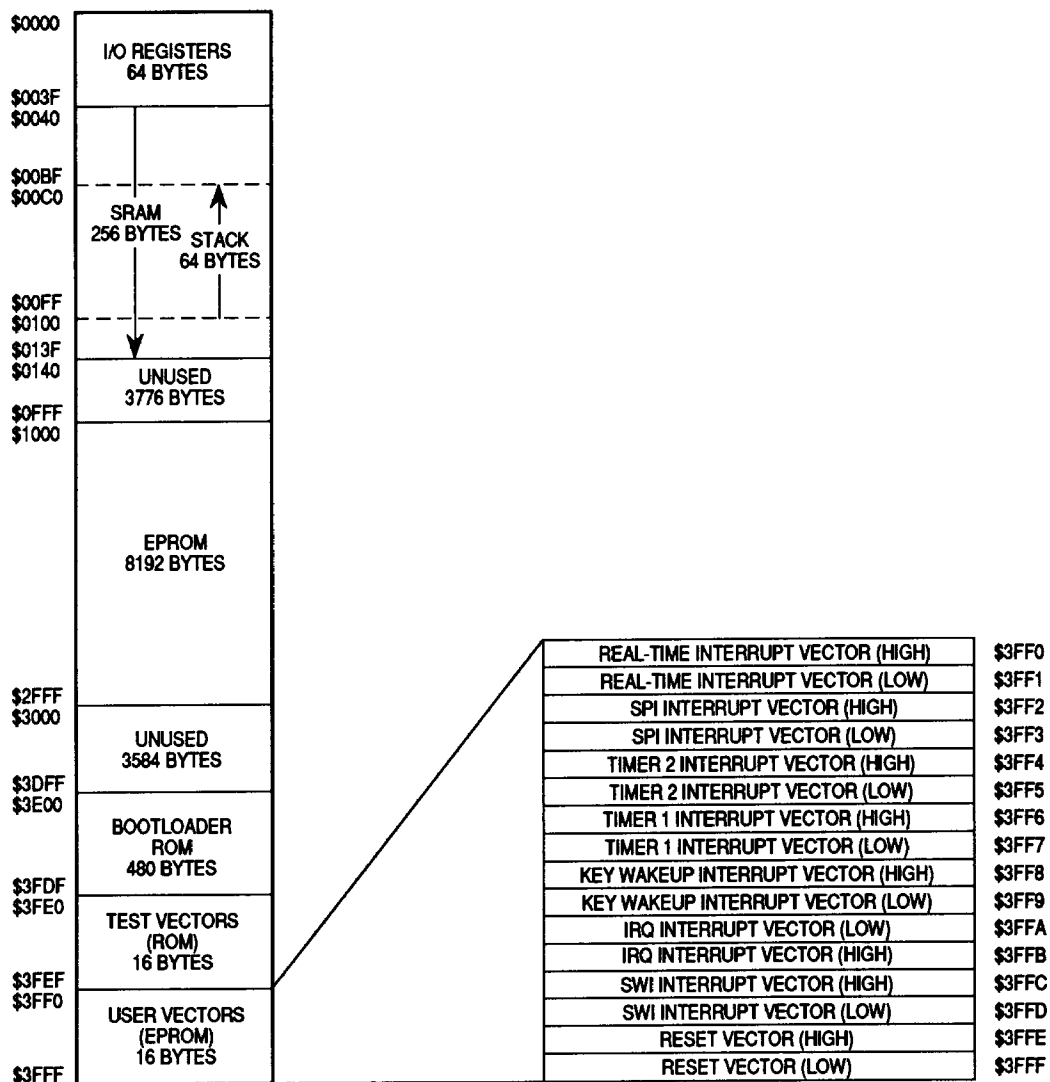 $0000
I/O REGISTERS
64 BYTES
$003F
$0040
$00BF
$00C0
SRAM
256 BYTES
STACK
64 BYTES
$00FF
$0100
$013F
$0140
UNUSED
3776 BYTES
$0FFF
$1000
EPROM
8192 BYTES
$2FFF
$3000
UNUSED
3584 BYTES
$3DFF
$3E00
BOOTLOADER
ROM
480 BYTES
$3FDF
$3FE0
TEST VECTORS
(ROM)
16 BYTES
$3FEF
$3FF0
USER VECTORS
(EPROM)
16 BYTES
$3FFF
REAL-TIME INTERRUPT VECTOR (HIGH) $3FF0
REAL-TIME INTERRUPT VECTOR (LOW) $3FF1
SPI INTERRUPT VECTOR (HIGH) $3FF2
SPI INTERRUPT VECTOR (LOW) $3FF3
TIMER 2 INTERRUPT VECTOR (HIGH) $3FF4
TIMER 2 INTERRUPT VECTOR (LOW) $3FF5
TIMER 1 INTERRUPT VECTOR (HIGH) $3FF6
TIMER 1 INTERRUPT VECTOR (LOW) $3FF7
KEY WAKEUP INTERRUPT VECTOR (HIGH) $3FF8
KEY WAKEUP INTERRUPT VECTOR (LOW) $3FF9
IRQ INTERRUPT VECTOR (LOW) $3FFA
IRQ INTERRUPT VECTOR (HIGH) $3FFB
SWI INTERRUPT VECTOR (HIGH) $3FFC
SWI INTERRUPT VECTOR (LOW) $3FFD
RESET VECTOR (HIGH) $3FFE
RESET VECTOR (LOW) $3FFF